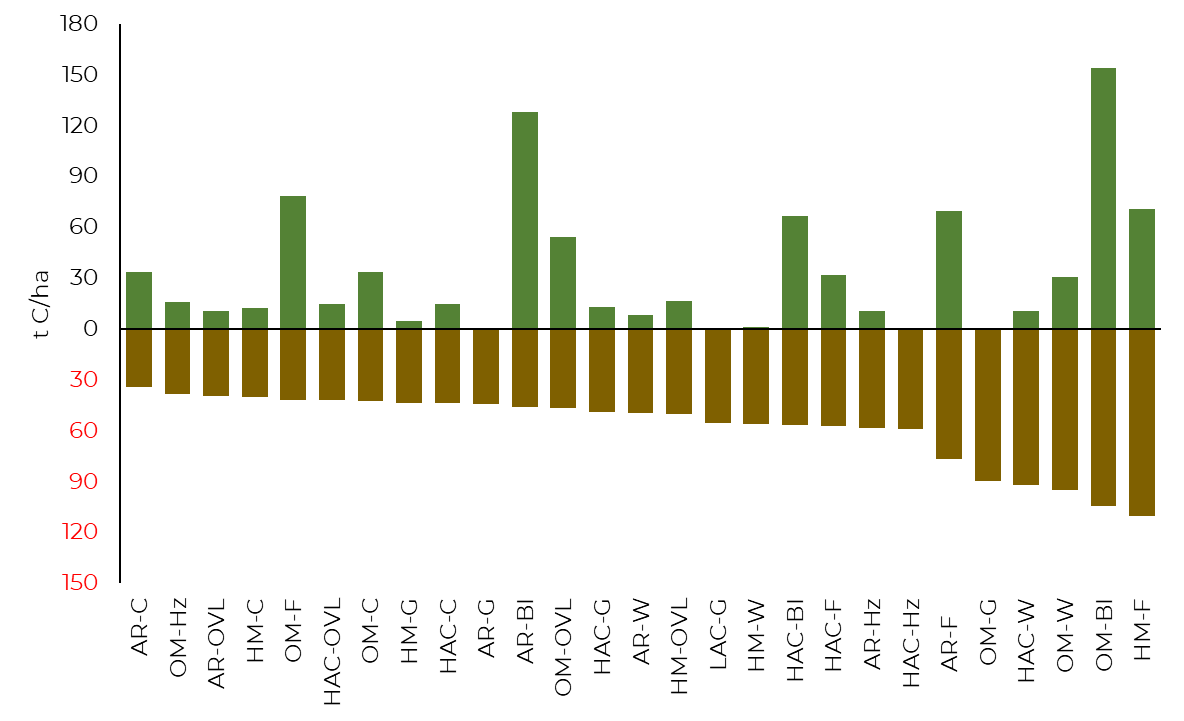 180
150
120
90
60
30
0
30
60
90
120
150
t C/ha
AR-C
OM-Hz
AR-OVL
HM-C
OM-F
HAC-OVL
OM-C
HM-G
HAC-C
AR-G
AR-BI
OM-OVL
HAC-G
AR-W
HM-OVL
LAC-G
HM-W
HAC-BI
HAC-F
AR-Hz
HAC-Hz
AR-F
OM-G
HAC-W
OM-W
OM-BI
HM-F